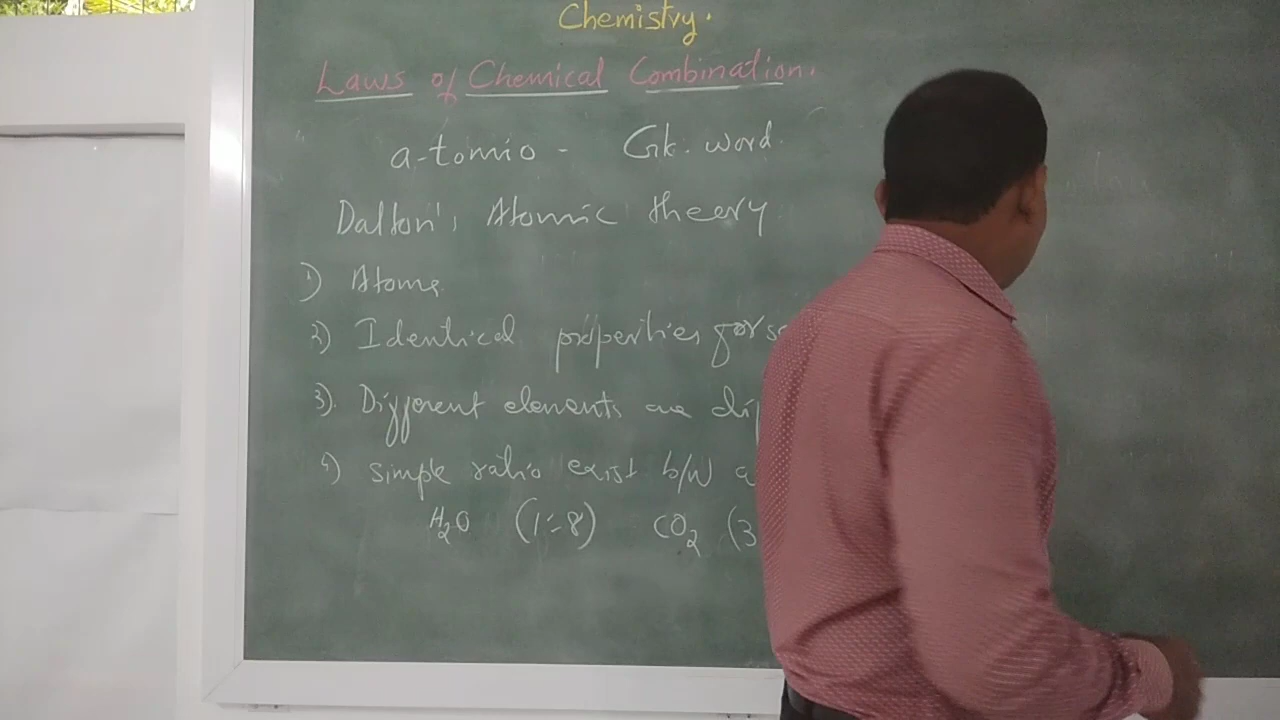 Chemistry.
Laws of Chemical Combination.
a-tomio - Gk. word.
Dalton's Atomic theory
1) Atoms
2) Identical properties for
3). Different elements are
4) simple ratio exist b/w
H₂O (1:8) CO₂ (3